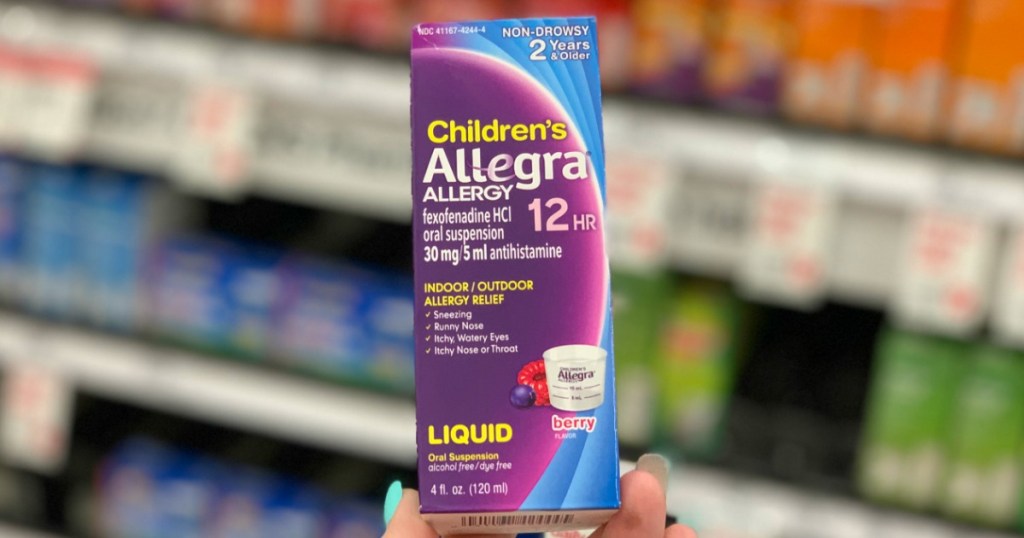 NDC 41167-4244-4
NON-DROWSY
2 Years
& Older
Children's
Allegra
ALLERGY
12 HR
fexofenadine HCl
oral suspension
30 mg/5 ml antihistamine
INDOOR / OUTDOOR
ALLERGY RELIEF
✓ Sneezing
✓ Runny Nose
✓ Itchy, Watery Eyes
✓ Itchy Nose or Throat
CHILDREN'S
Allegra
berry
FLAVOR
LIQUID
Oral Suspension
alcohol free/dye free
4 fl. oz. (120 ml)